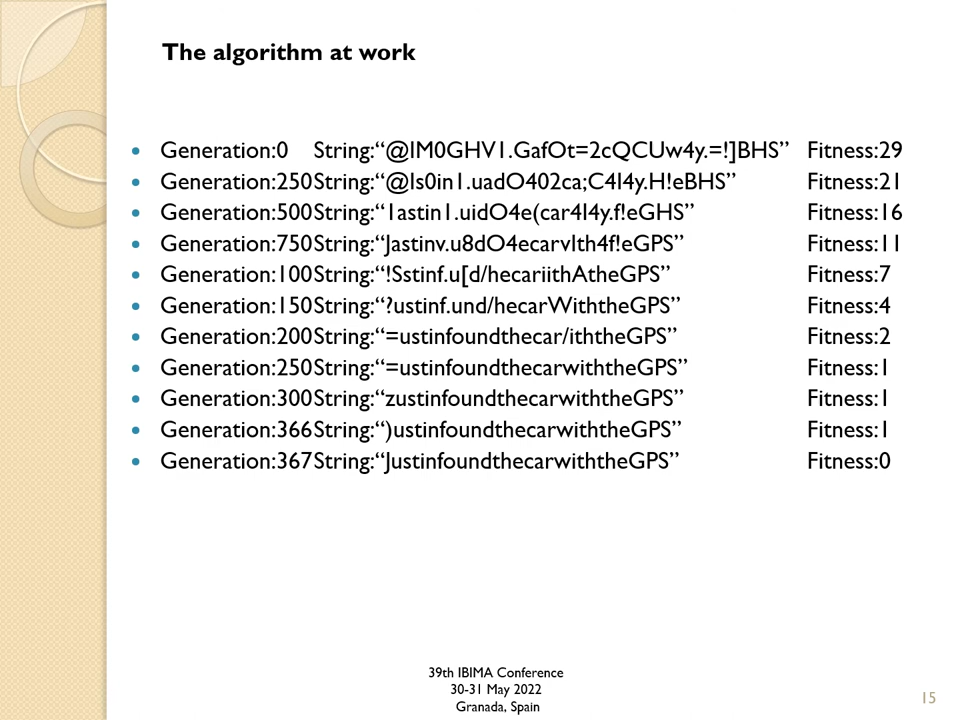 The algorithm at work
• Generation:0 String:“@IM0GHV1.GafOt=2cQCUw4y.=!]BHS” Fitness:29
• Generation:250String:“@Is0in1.uadO402ca;C4I4y.H!eBHS” Fitness:21
• Generation:500String:“1astin1.uidO4e(car4I4y.f!eGHS” Fitness:16
• Generation:750String:“Jastinv.u8dO4ecarvIth4f!eGPS” Fitness:11
• Generation:100String:“!Sstinf.u[d/hecariithAtheGPS” Fitness:7
• Generation:150String:“?ustinf.und/hecarWiththeGPS” Fitness:4
• Generation:200String:“=ustinfoundthecar/iththeGPS” Fitness:2
• Generation:250String:“=ustinfoundthecarwiththeGPS” Fitness:1
• Generation:300String:“zustinfoundthecarwiththeGPS” Fitness:1
• Generation:366String:“)ustinfoundthecarwiththeGPS” Fitness:1
• Generation:367String:“JustinfoundthecarwiththeGPS” Fitness:0
39th IBIMA Conference
30-31 May 2022
Granada, Spain
15